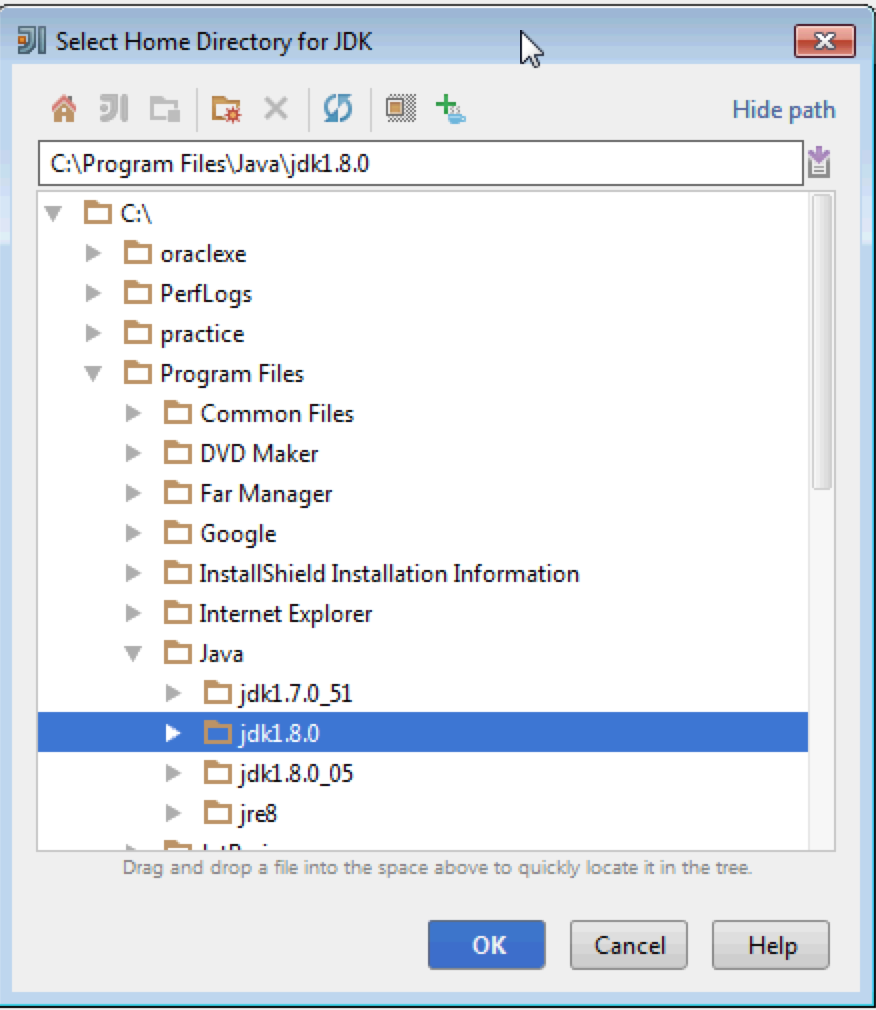 Select Home Directory for JDK
Hide path
C:\Program Files\Java\jdk1.8.0
C:\
oraclexe
PerfLogs
practice
Program Files
Common Files
DVD Maker
Far Manager
Google
InstallShield Installation Information
Internet Explorer
Java
jdk1.7.0_51
jdk1.8.0
jdk1.8.0_05
jre8
Drag and drop a file into the space above to quickly locate it in the tree.
OK Cancel Help